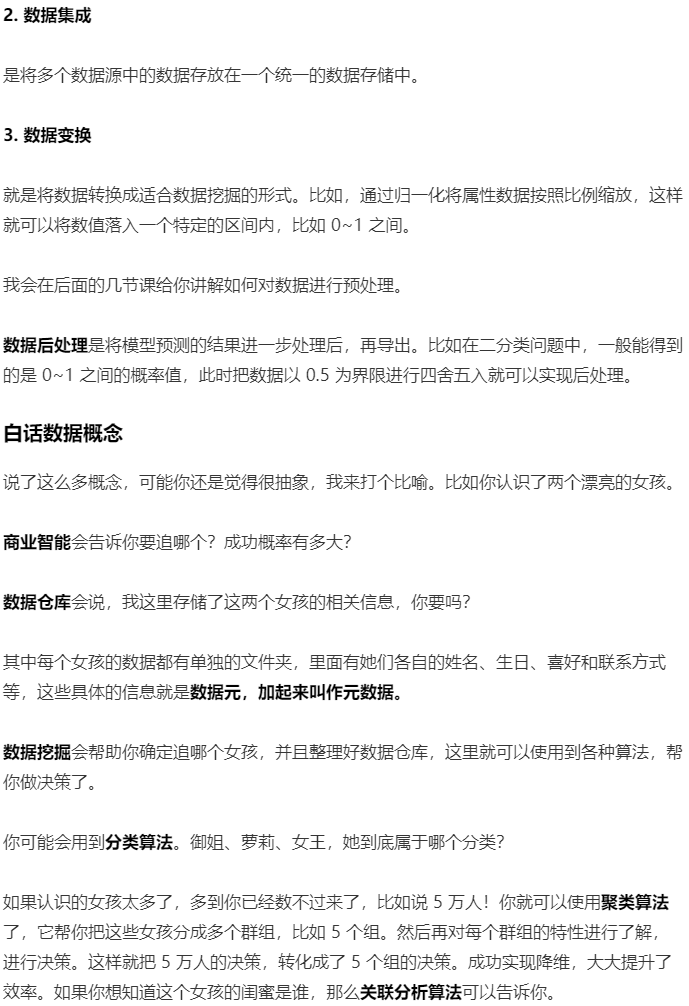 2. 数据集成
是将多个数据源中的数据存放在一个统一的数据存储中。
3. 数据变换
就是将数据转换成适合数据挖掘的形式。比如，通过归一化将属性数据按照比例缩放，这样
就可以将数值落入一个特定的区间内，比如 0~1 之间。
我会在后面的几节课给你讲解如何对数据进行预处理。
数据后处理是将模型预测的结果进一步处理后，再导出。比如在二分类问题中，一般能得到
的是 0~1 之间的概率值，此时把数据以 0.5 为界限进行四舍五入就可以实现后处理。
白话数据概念
说了这么多概念，可能你还是觉得很抽象，我来打个比喻。比如你认识了两个漂亮的女孩。
商业智能会告诉你要追哪个？成功概率有多大？
数据仓库会说，我这里存储了这两个女孩的相关信息，你要吗？
其中每个女孩的数据都有单独的文件夹，里面有她们各自的姓名、生日、喜好和联系方式
等，这些具体的信息就是数据元，加起来叫作元数据。
数据挖掘会帮助你确定追哪个女孩，并且整理好数据仓库，这里就可以使用到各种算法，帮
你做决策了。
你可能会用到分类算法。御姐、萝莉、女王，她到底属于哪个分类？
如果认识的女孩太多了，多到你已经数不过来了，比如说 5 万人！你就可以使用聚类算法
了，它帮你把这些女孩分成多个群组，比如 5 个组。然后再对每个群组的特性进行了解，
进行决策。这样就把 5 万人的决策，转化成了 5 个组的决策。成功实现降维，大大提升了
效率。如果你想知道这个女孩的闺蜜是谁，那么关联分析算法可以告诉你。